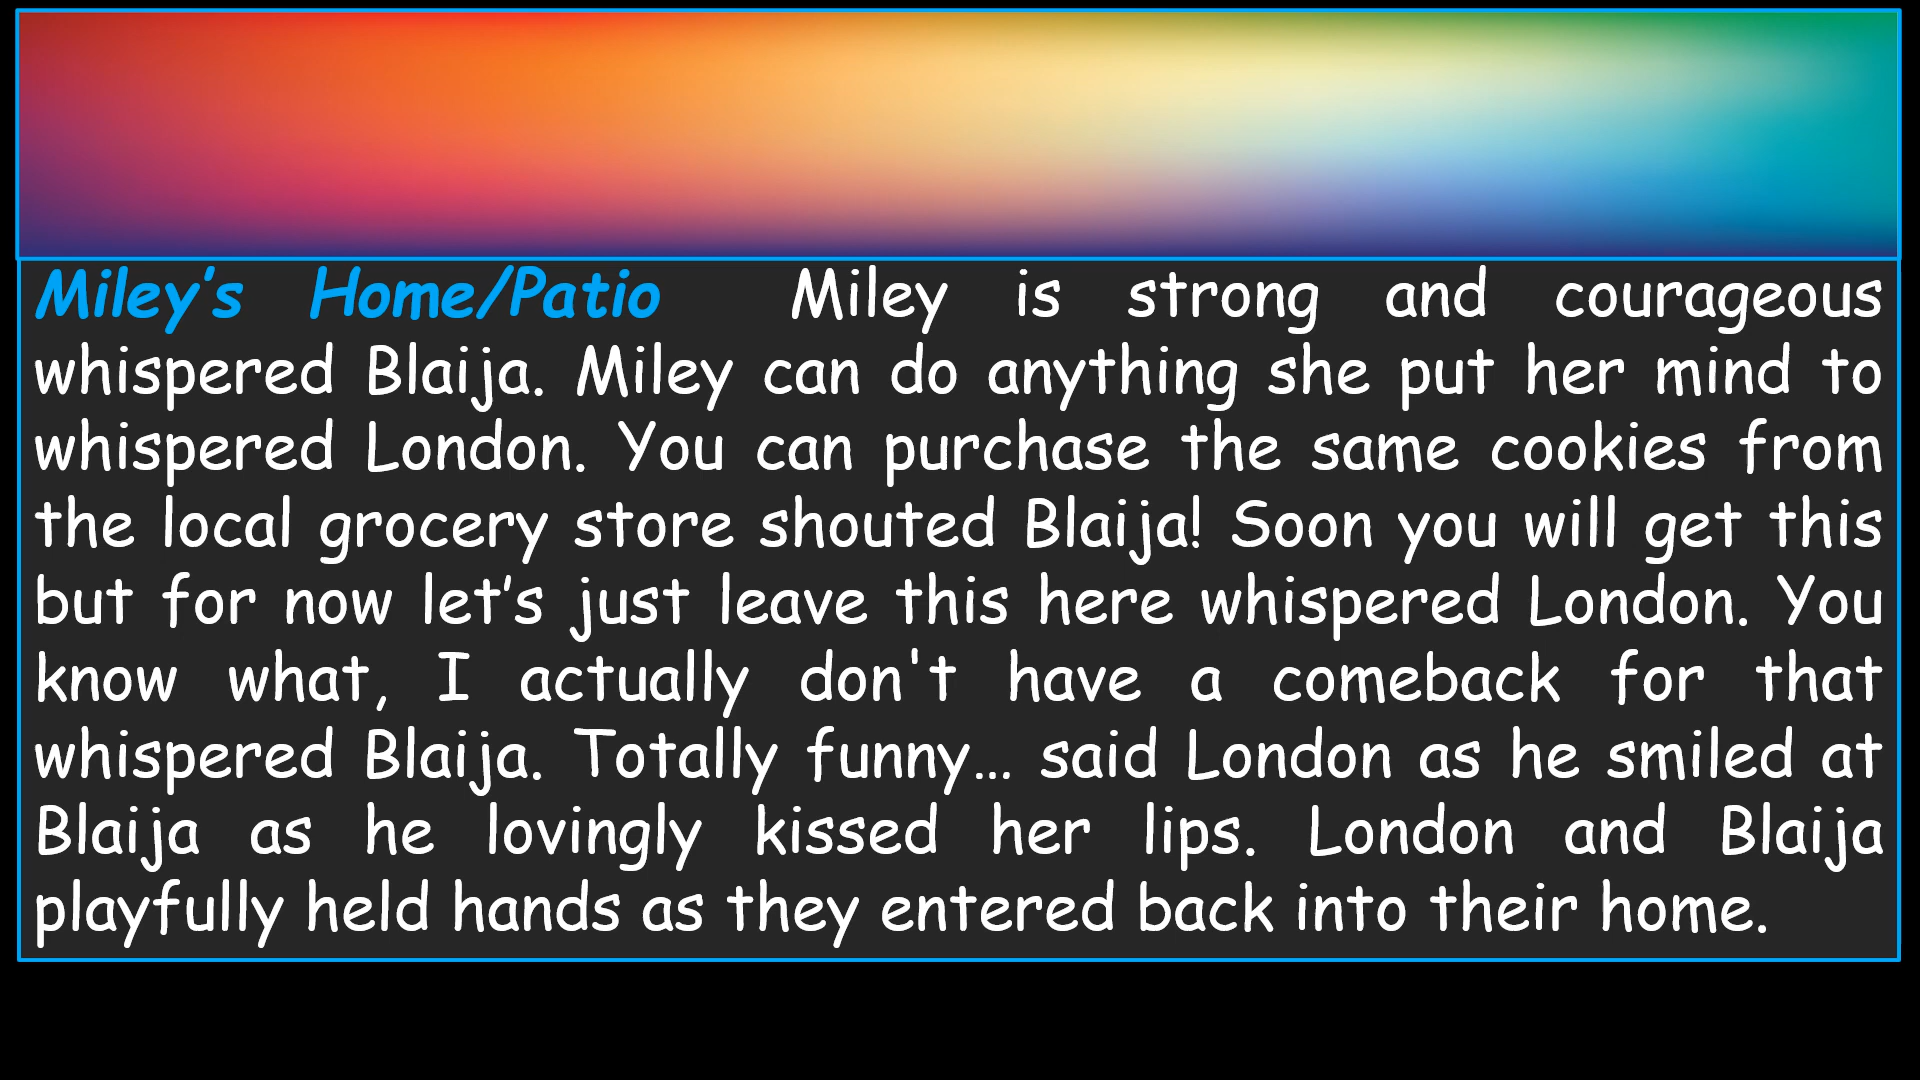 Miley’s Home/Patio Miley is strong and courageous
whispered Blaija. Miley can do anything she put her mind to
whispered London. You can purchase the same cookies from
the local grocery store shouted Blaija! Soon you will get this
but for now let’s just leave this here whispered London. You
know what, I actually don't have a comeback for that
whispered Blaija. Totally funny… said London as he smiled at
Blaija as he lovingly kissed her lips. London and Blaija
playfully held hands as they entered back into their home.